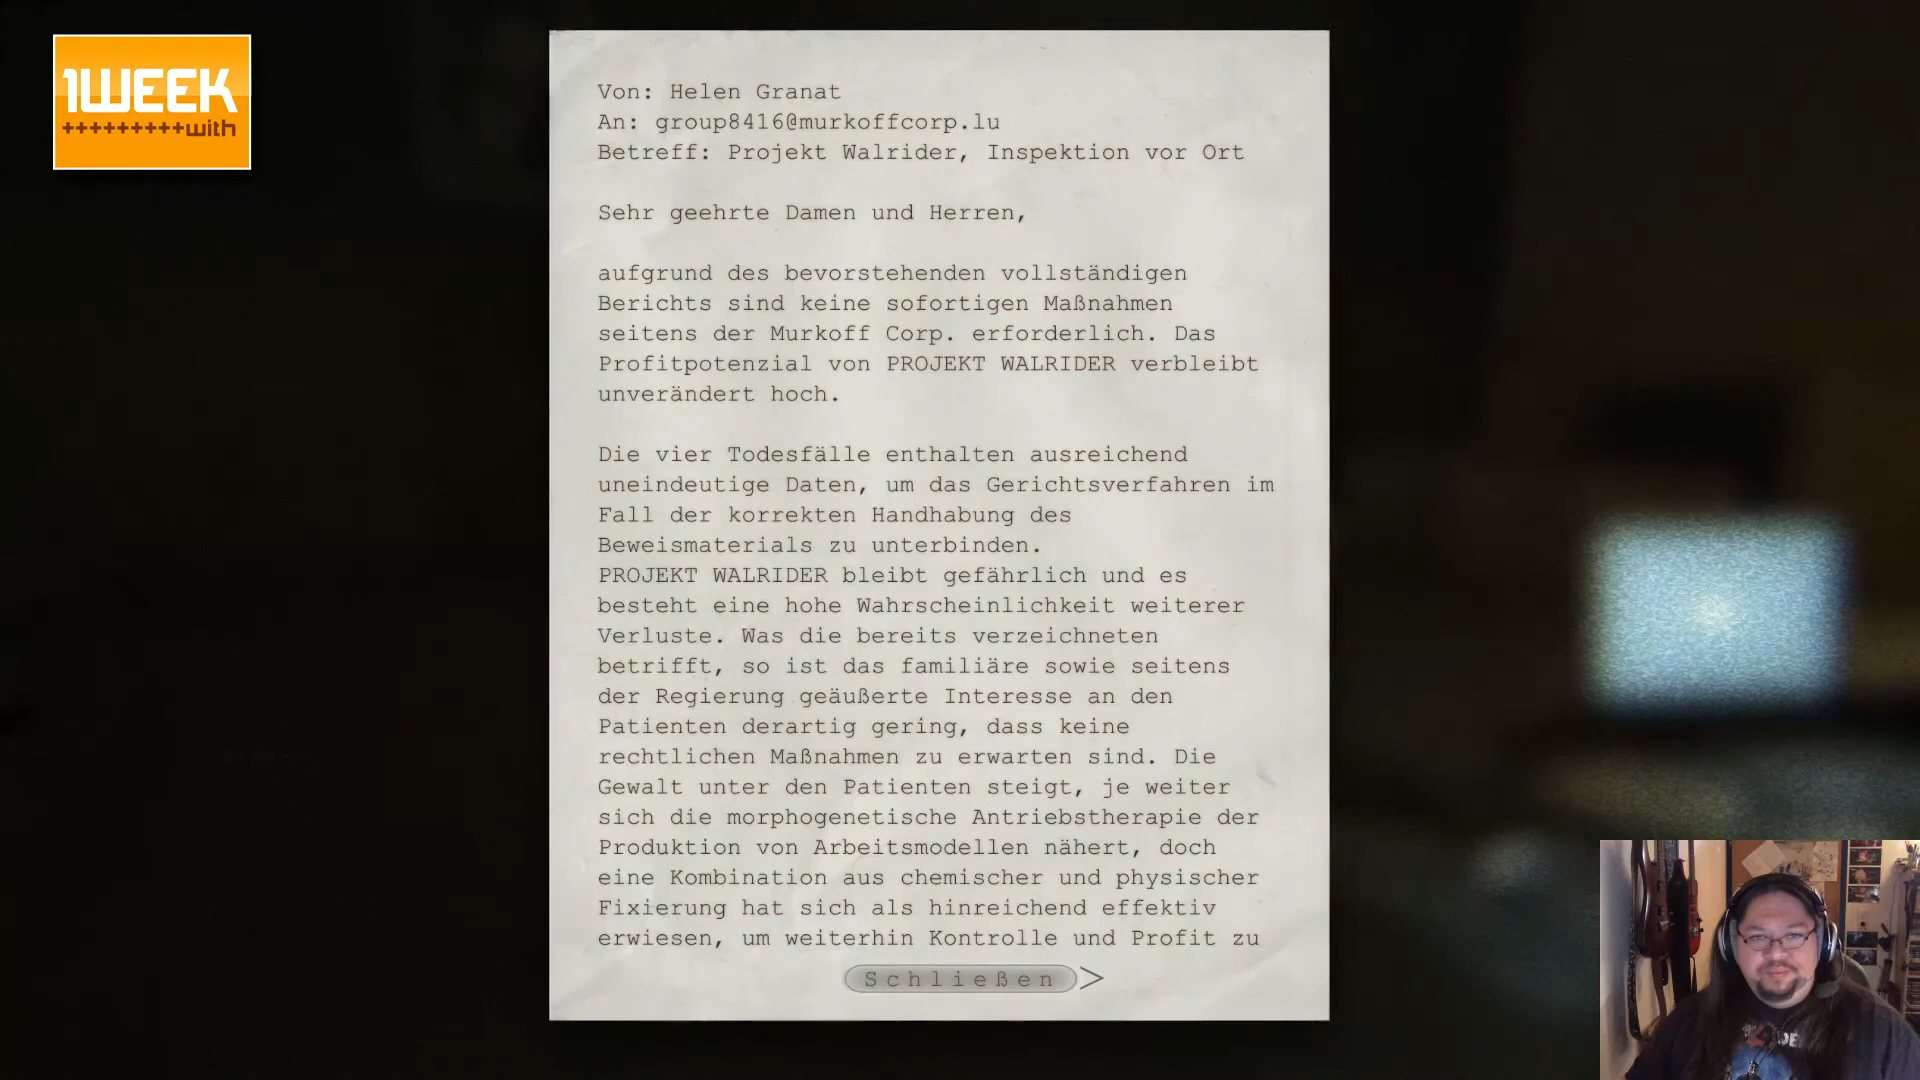 1WEEK
+++++++++with
Von: Helen Granat
An: group8416@murkoffcorp.lu
Betreff: Projekt Walrider, Inspektion vor Ort
Sehr geehrte Damen und Herren,
aufgrund des bevorstehenden vollständigen
Berichts sind keine sofortigen Maßnahmen
seitens der Murkoff Corp. erforderlich. Das
Profitpotenzial von PROJEKT WALRIDER verbleibt
unverändert hoch.
Die vier Todesfälle enthalten ausreichend
uneindeutige Daten, um das Gerichtsverfahren im
Fall der korrekten Handhabung des
Beweismaterials zu unterbinden.
PROJEKT WALRIDER bleibt gefährlich und es
besteht eine hohe Wahrscheinlichkeit weiterer
Verluste. Was die bereits verzeichneten
betrifft, so ist das familiäre sowie seitens
der Regierung geäußerte Interesse an den
Patienten derartig gering, dass keine
rechtlichen Maßnahmen zu erwarten sind. Die
Gewalt unter den Patienten steigt, je weiter
sich die morphogenetische Antriebstherapie der
Produktion von Arbeitsmodellen nähert, doch
eine Kombination aus chemischer und physischer
Fixierung hat sich als hinreichend effektiv
erwiesen, um weiterhin Kontrolle und Profit zu
Schließen >